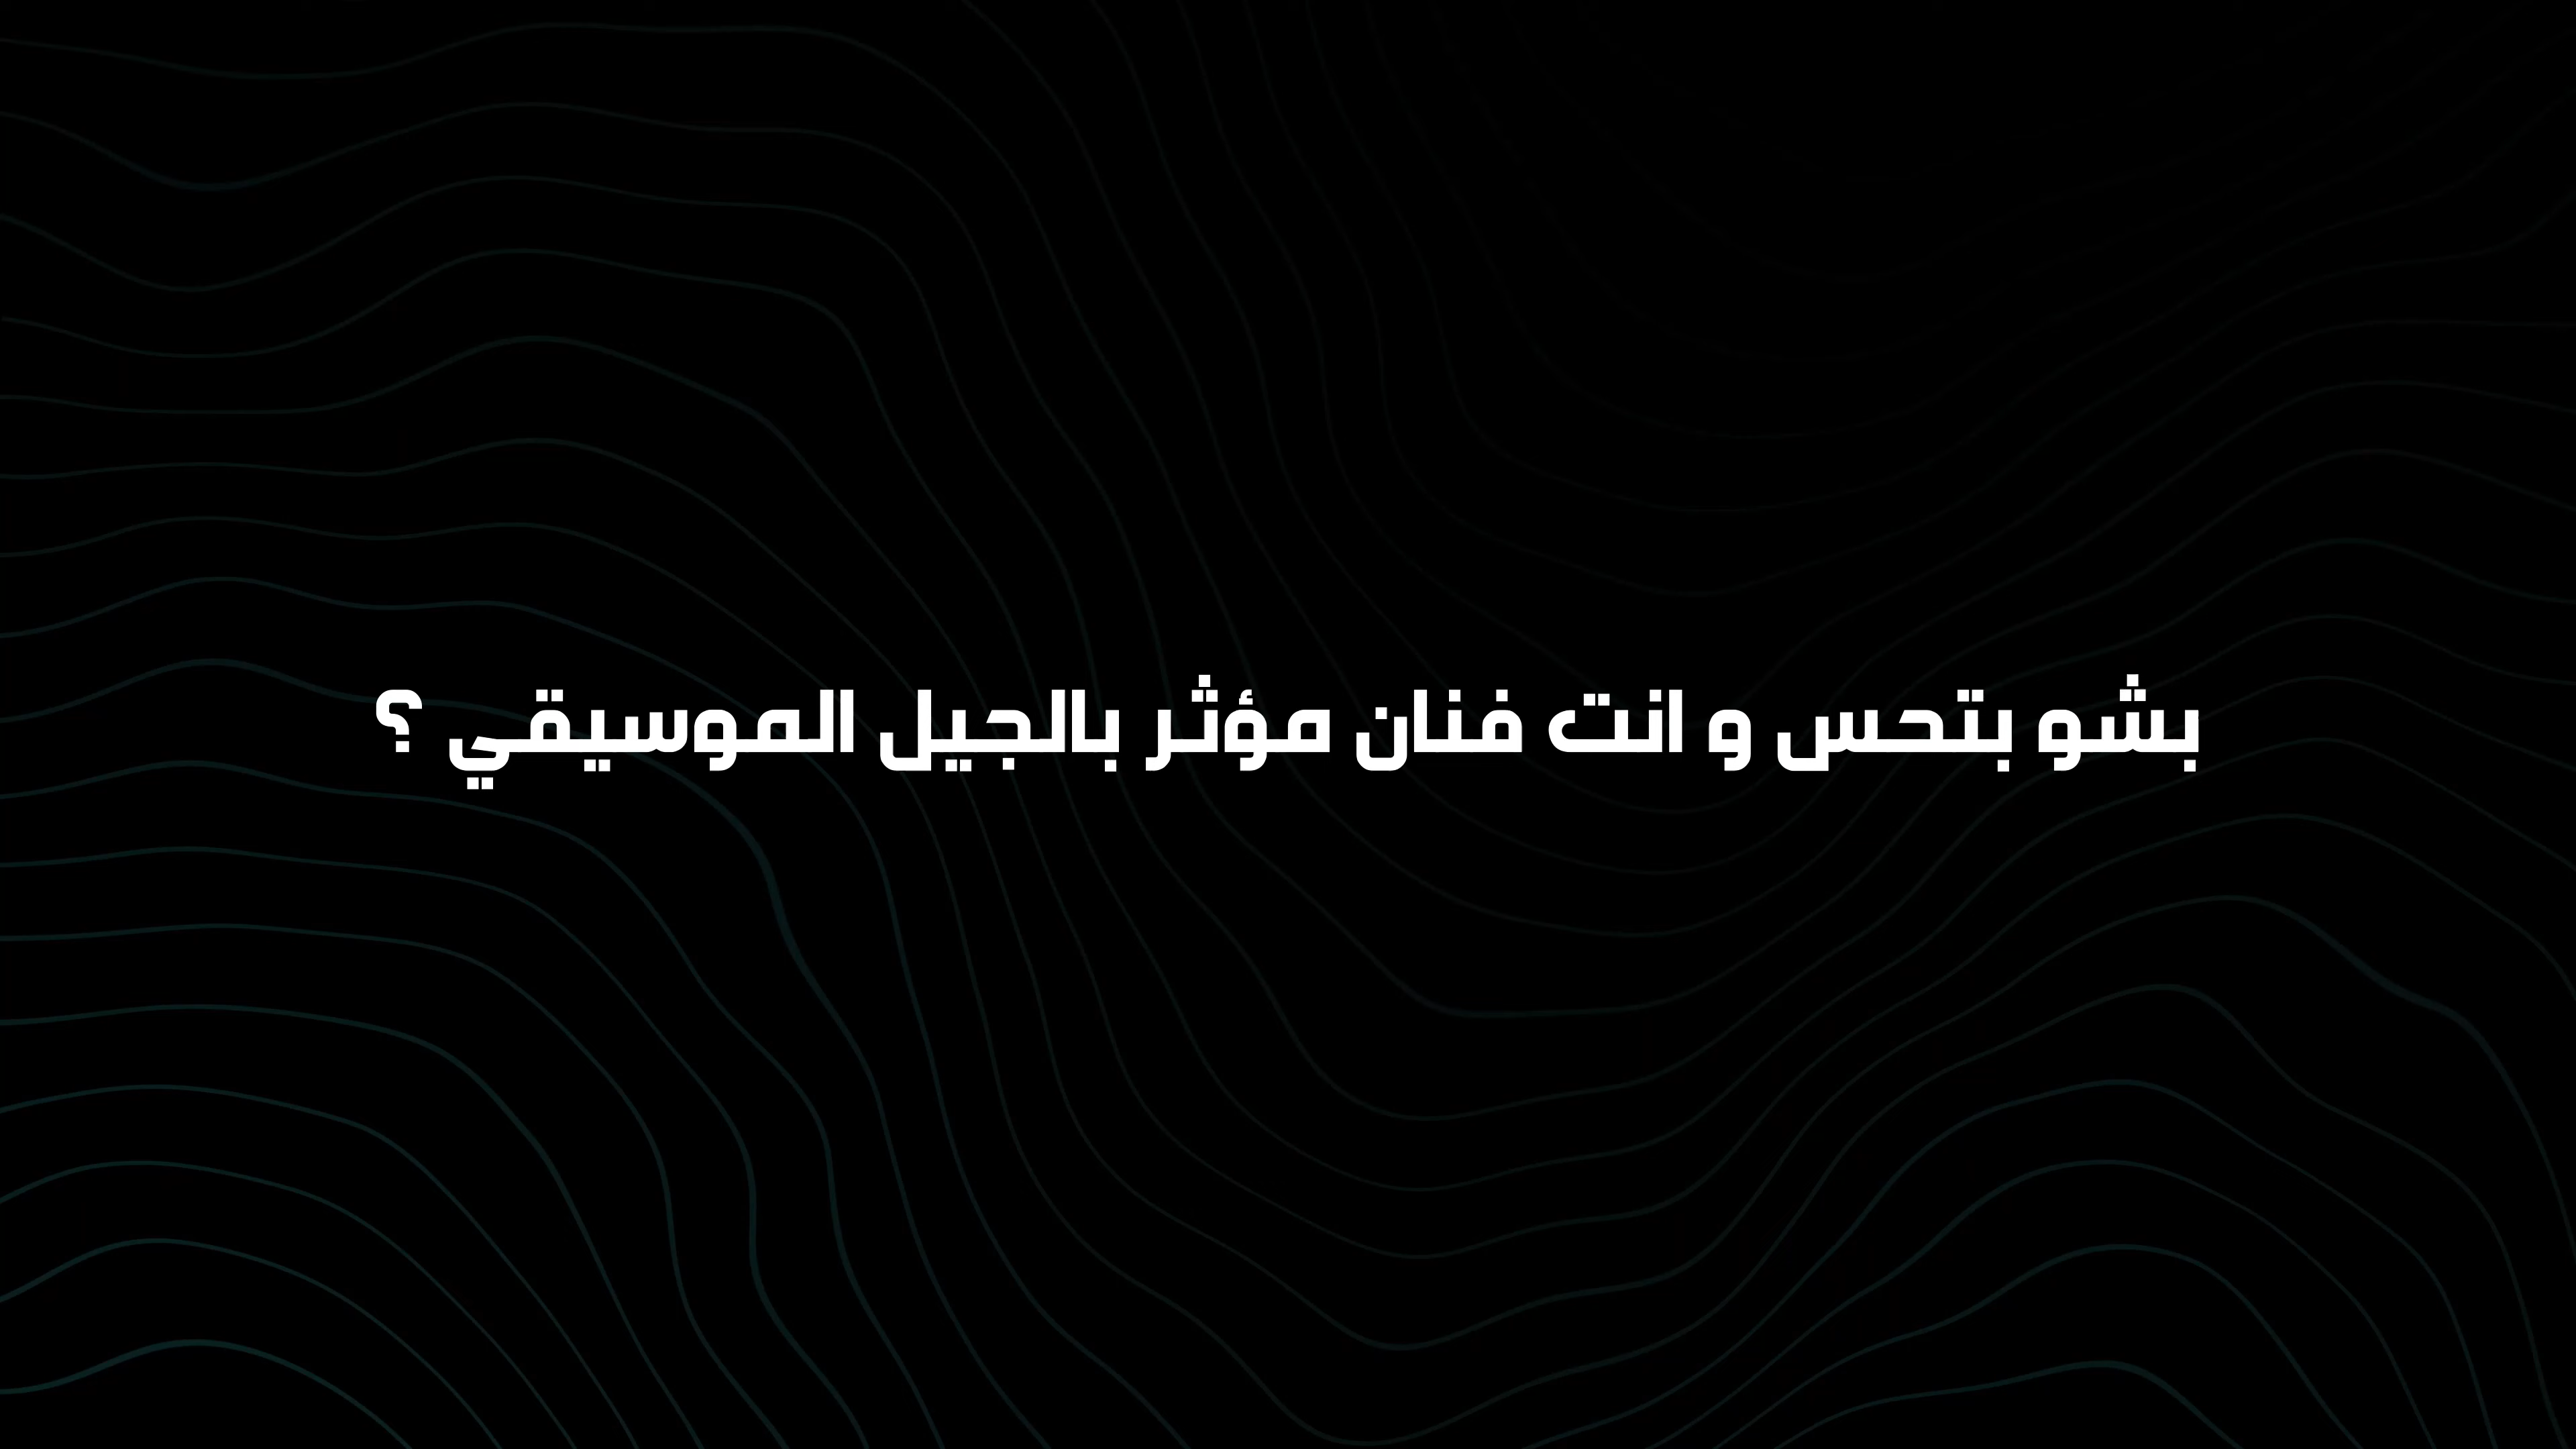 بشو بتحس و انت فنان مؤثر بالجيل الموسيقي ؟